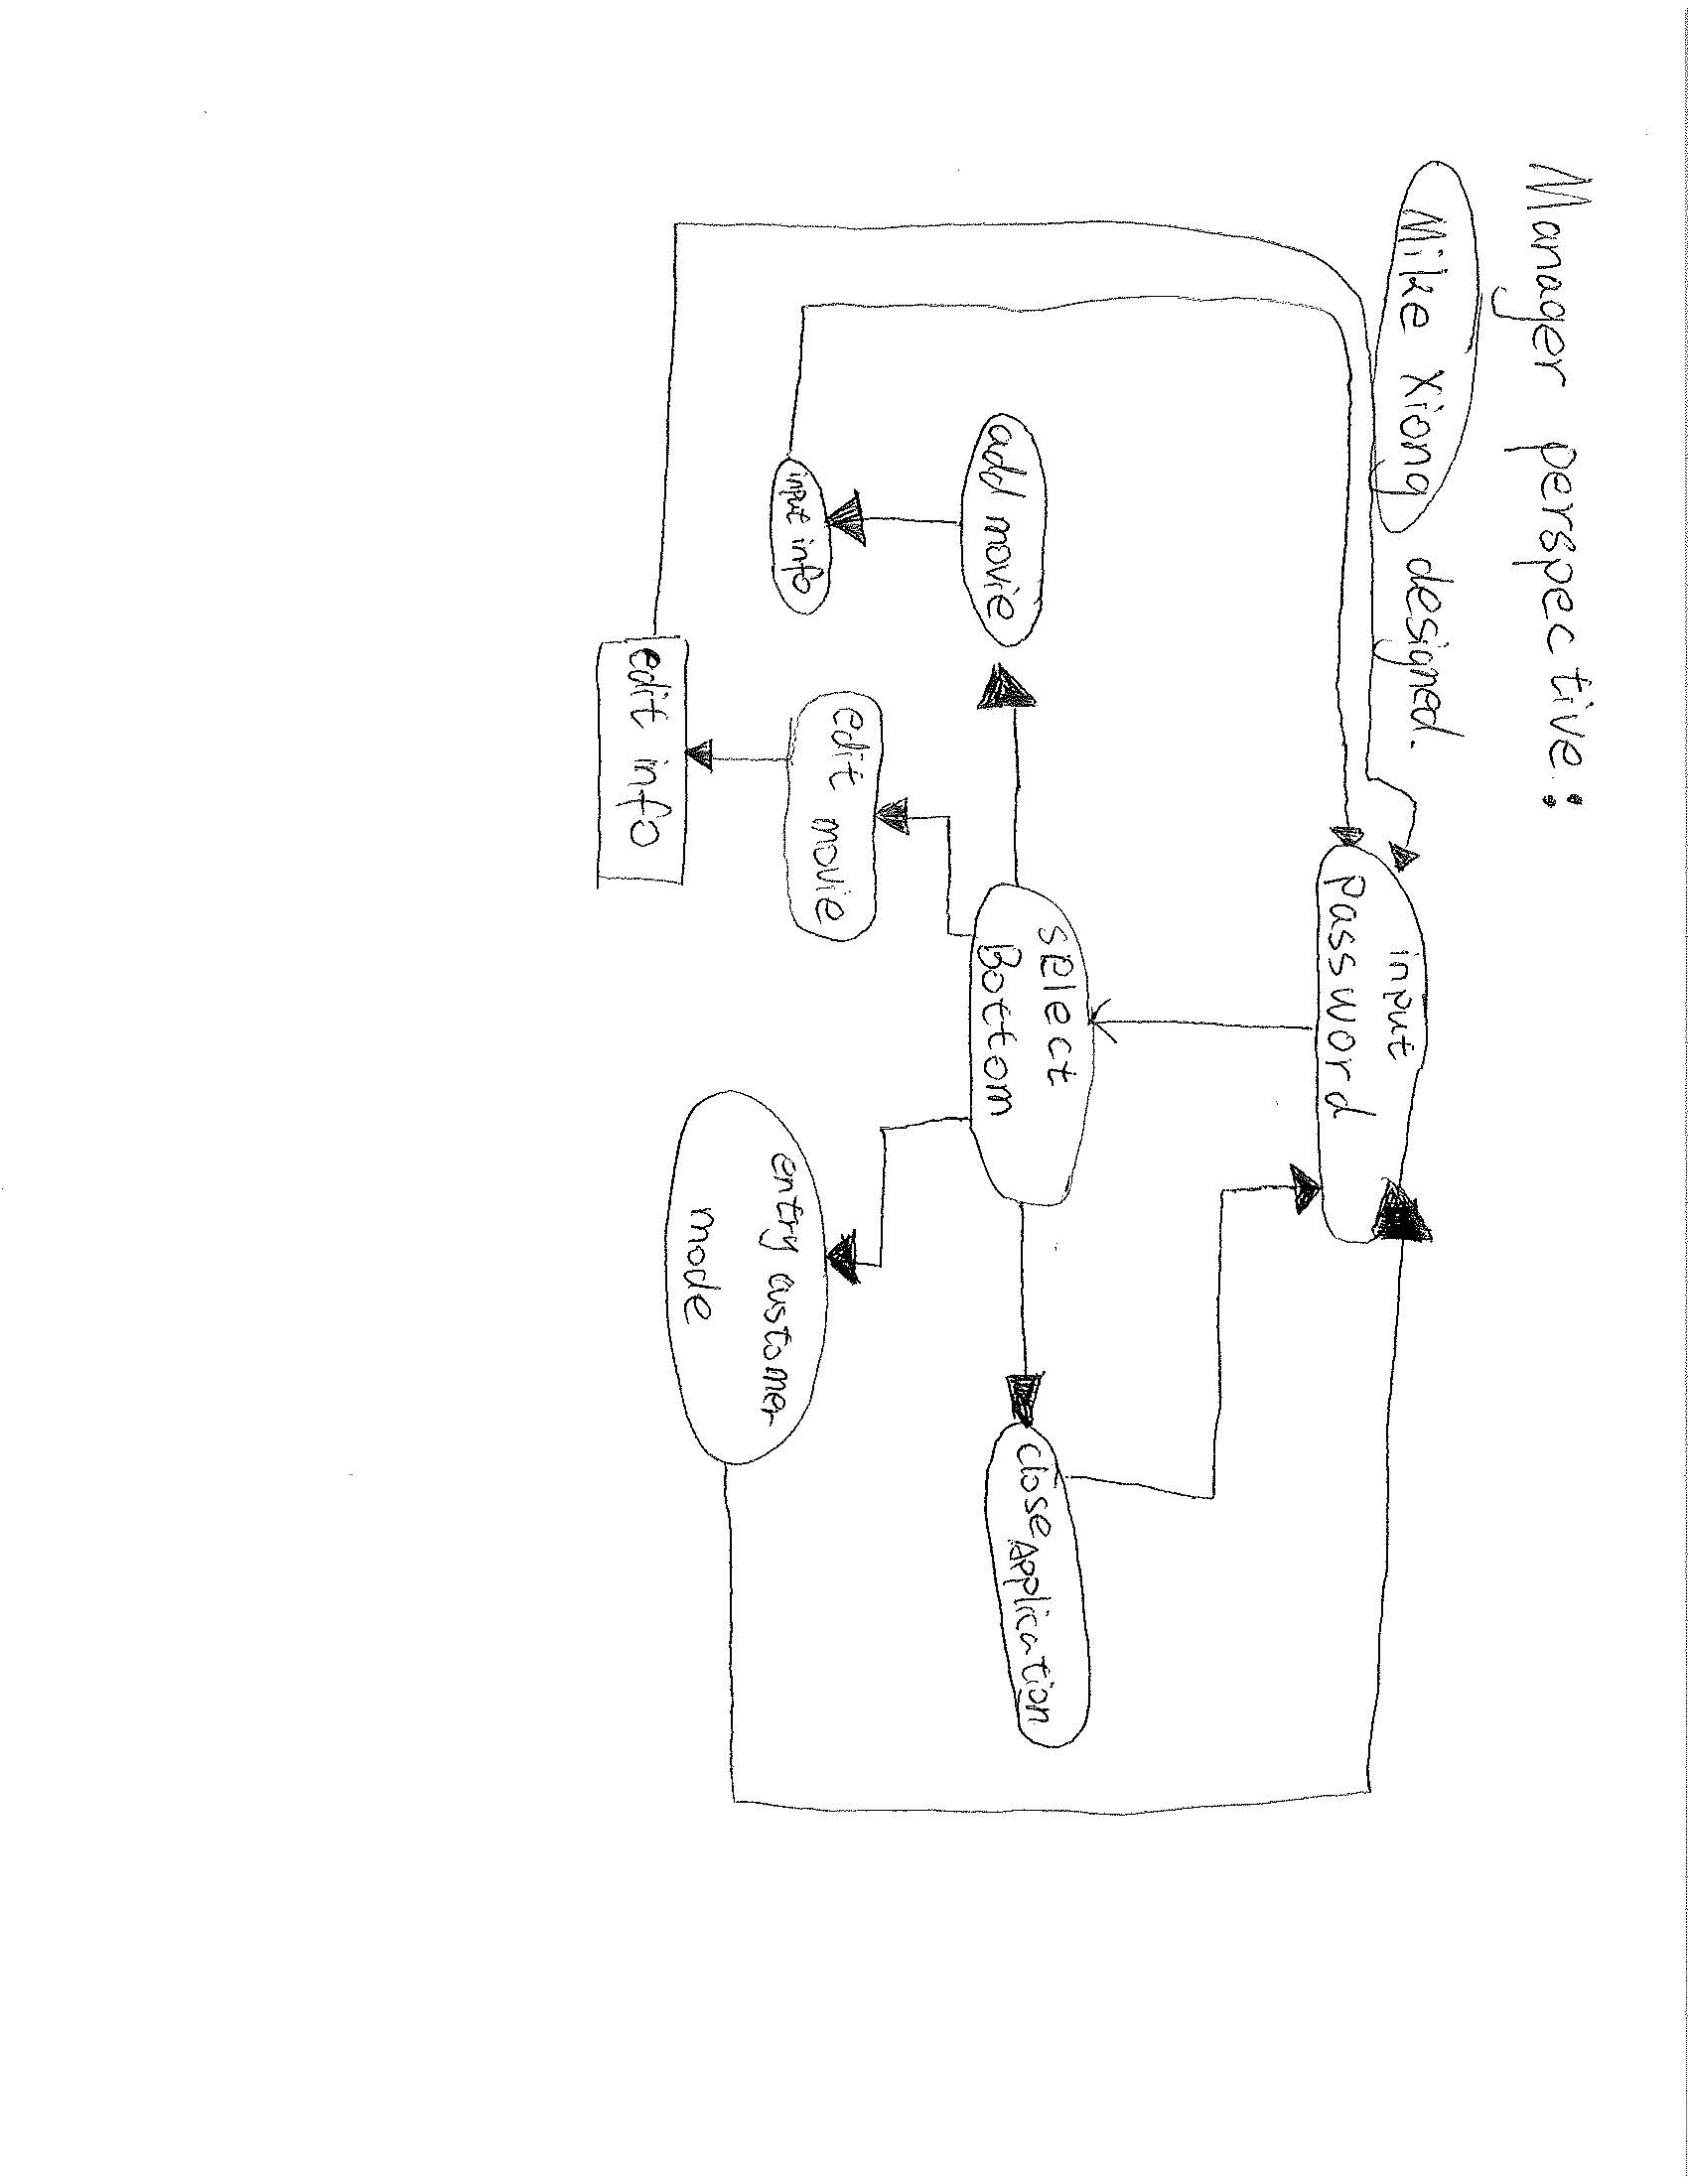 Manager perspective:
Mike Xiong designed.
input
password
select
Bottom
add movie
input info
edit movie
edit info
close Application
entry customer
mode